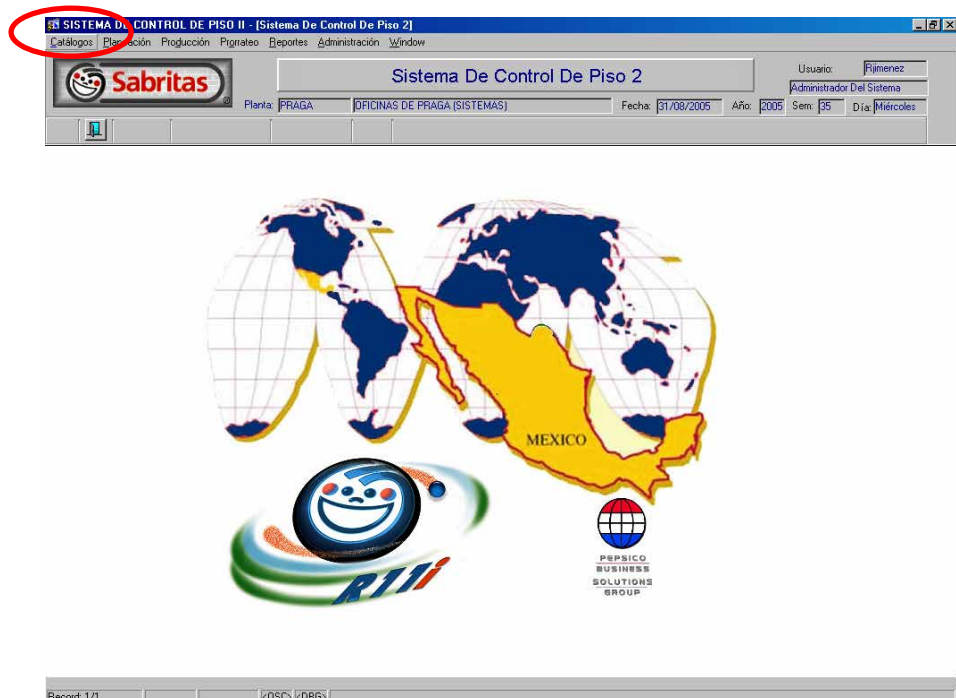 SISTEMA DE CONTROL DE PISO II - [Sistema De Control De Piso 2]
Catálogos Planeación Producción Prorrateo Reportes Administración Window
Sabritas
Sistema De Control De Piso 2
Usuario: Rjimenez
Administrador Del Sistema
Planta: PRAGA OFICINAS DE PRAGA (SISTEMAS) Fecha: 31/08/2005 Año: 2005 Sem: 35 Día: Miércoles
MEXICO
R11i
PEPSICO
BUSINESS
SOLUTIONS
GROUP
Record: 1/1 <OSC> <DBG>